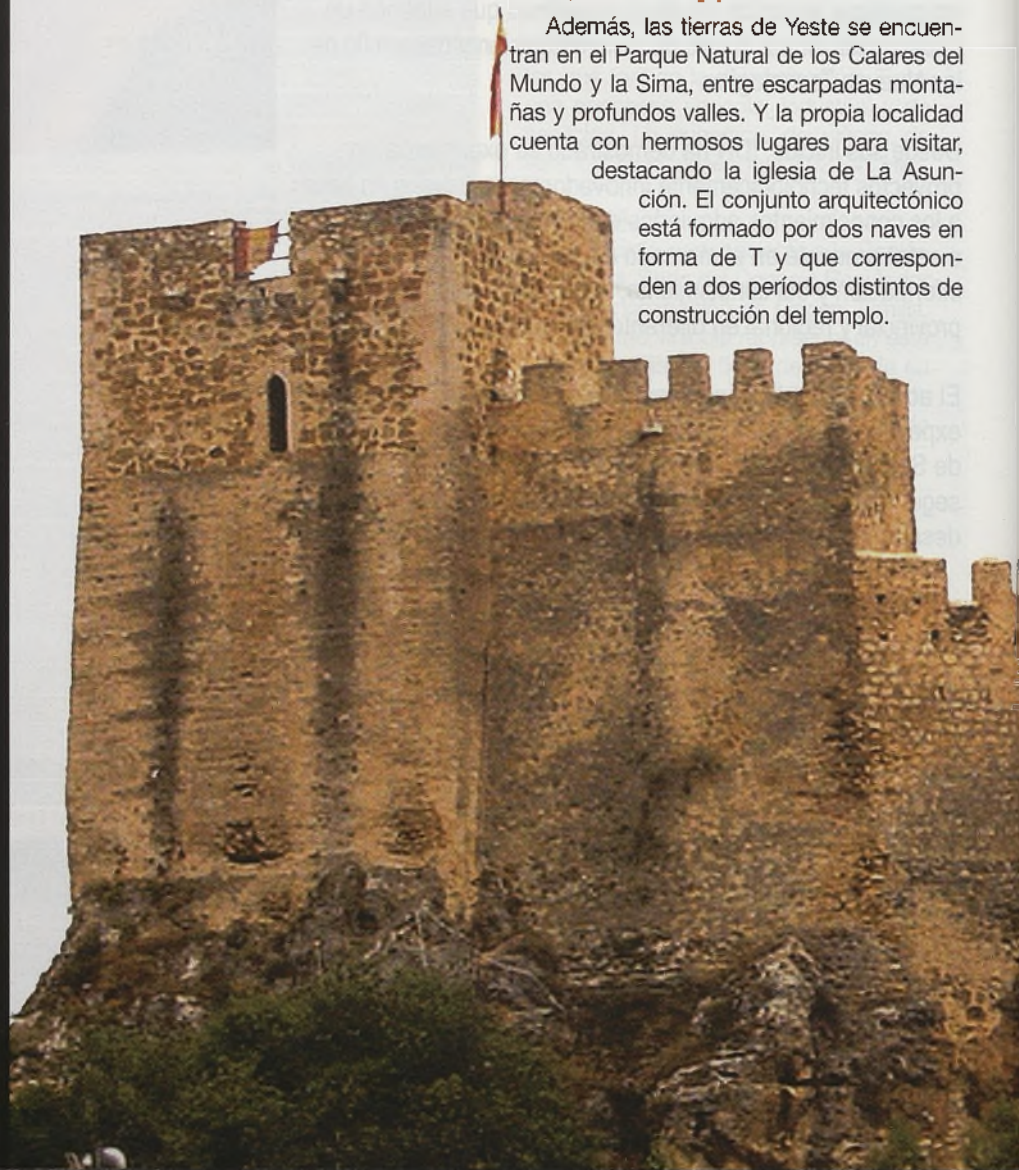 Además, las tierras de Yeste se encuen-
tran en el Parque Natural de los Calares del
Mundo y la Sima, entre escarpadas monta-
ñas y profundos valles. Y la propia localidad
cuenta con hermosos lugares para visitar,
destacando la iglesia de La Asun-
ción. El conjunto arquitectónico
está formado por dos naves en
forma de T y que correspon-
den a dos períodos distintos de
construcción del templo.